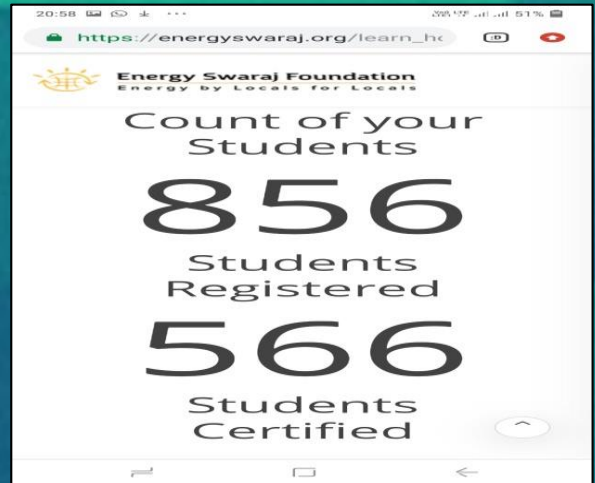 20:58 ... 51%
https://energyswaraj.org/learn_hc
:D
Energy Swaraj Foundation
Energy by Locals for Locals
Count of your
Students
856
Students
Registered
566
Students
Certified